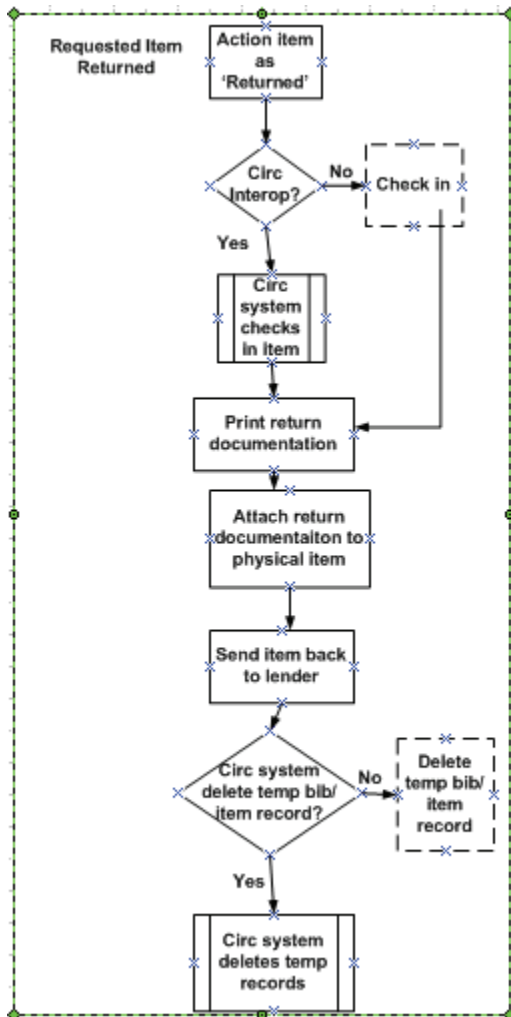 Requested Item
Returned
Action item
as
‘Returned’
Circ
Interop?
No
Check in
Yes
Circ
system
checks
in item
Print return
documentation
Attach return
documentaiton to
physical item
Send item back
to lender
Circ system
delete temp bib/
item record?
No
Delete
temp bib/
item
record
Yes
Circ system
deletes temp
records